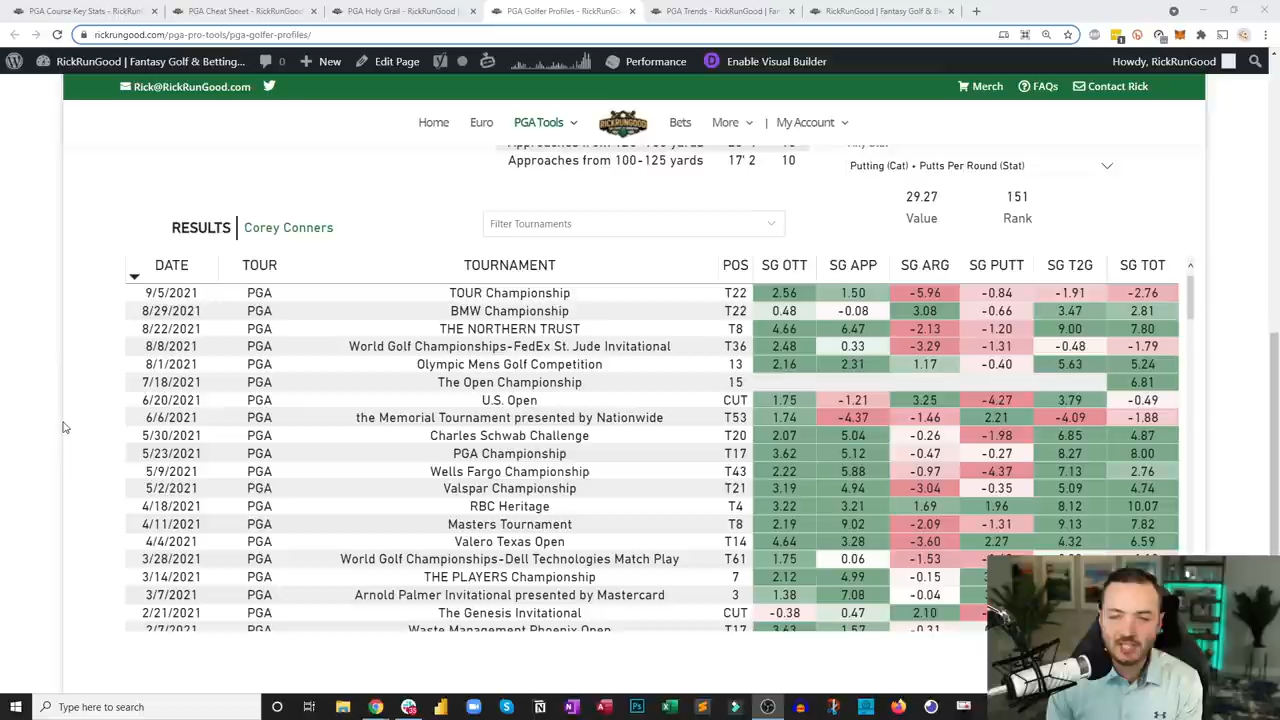 PGA Course Key Stats - RickRunG
PGA Cheat Sheet - RickRunGood
PGA Holy Grail - RickRunGood |
PGA Golfer Profiles - RickRunGo
PGA Trends - RickRunGood | Fan
RickRunGood | Fantasy Golf & Be
rickrungood.com/pga-pro-tools/pga-golfer-profiles/
RickRunGood | Fantasy Golf & Betting... 0 New Edit Page Performance Enable Visual Builder Howdy, RickRunGood
Rick@RickRunGood.com Merch FAQs Contact Rick
Home Euro PGA Tools RICKRUNGOOD Bets More | My Account
Approaches from 100-125 yards 17' 2 10
Putting (Cat) + Putts Per Round (Stat)
29.27 151
Value Rank
RESULTS | Corey Conners Filter Tournaments
DATE TOUR TOURNAMENT POS SG OTT SG APP SG ARG SG PUTT SG T2G SG TOT
9/5/2021 PGA TOUR Championship T22 2.56 1.50 -5.96 -0.84 -1.91 -2.76
8/29/2021 PGA BMW Championship T22 0.48 -0.08 3.08 -0.66 3.47 2.81
8/22/2021 PGA THE NORTHERN TRUST T8 4.66 6.47 -2.13 -1.20 9.00 7.80
8/8/2021 PGA World Golf Championships-FedEx St. Jude Invitational T36 2.48 0.33 -3.29 -1.31 -0.48 -1.79
8/1/2021 PGA Olympic Mens Golf Competition 13 2.16 2.31 1.17 -0.40 5.63 5.24
7/18/2021 PGA The Open Championship 15 6.81
6/20/2021 PGA U.S. Open CUT 1.75 -1.21 3.25 -4.27 3.79 -0.49
6/6/2021 PGA the Memorial Tournament presented by Nationwide T53 1.74 -4.37 -1.46 2.21 -4.09 -1.88
5/30/2021 PGA Charles Schwab Challenge T20 2.07 5.04 -0.26 -1.98 6.85 4.87
5/23/2021 PGA PGA Championship T17 3.62 5.12 -0.47 -0.27 8.27 8.00
5/9/2021 PGA Wells Fargo Championship T43 2.22 5.88 -0.97 -4.37 7.13 2.76
5/2/2021 PGA Valspar Championship T21 3.19 4.94 -3.04 -0.35 5.09 4.74
4/18/2021 PGA RBC Heritage T4 3.22 3.21 1.69 1.96 8.12 10.07
4/11/2021 PGA Masters Tournament T8 2.19 9.02 -2.09 -1.31 9.13 7.82
4/4/2021 PGA Valero Texas Open T14 4.64 3.28 -3.60 2.27 4.32 6.59
3/28/2021 PGA World Golf Championships-Dell Technologies Match Play T61 1.75 0.06 -1.53
3/14/2021 PGA THE PLAYERS Championship 7 2.12 4.99 -0.15
3/7/2021 PGA Arnold Palmer Invitational presented by Mastercard 3 1.38 7.08 -0.04
2/21/2021 PGA The Genesis Invitational CUT -0.38 0.47 2.10
2/7/2021 PGA Waste Management Phoenix Open T17 3.63 1.57 -0.31
Type here to search